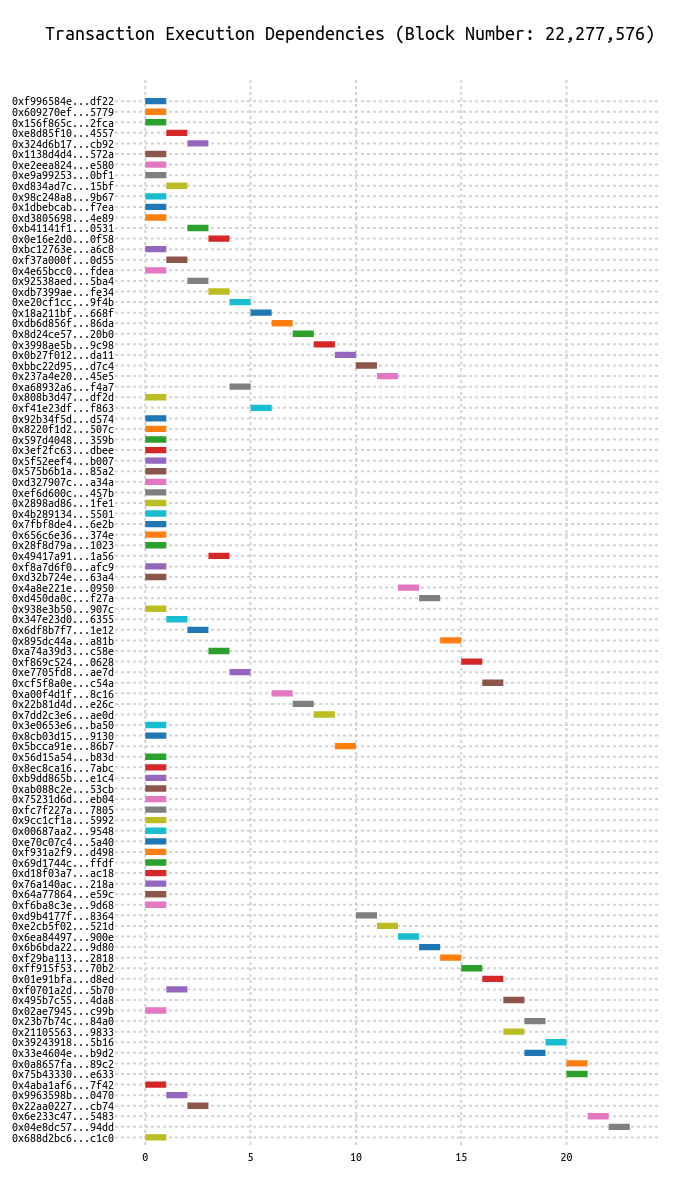 Transaction Execution Dependencies (Block Number: 22,277,576)
0xf996584e...df22
0x609270ef...5779
0x156f865c...2fca
0xe8d85f10...4557
0x324d6b17...cb92
0x1138d4d4...572a
0xe2eea824...e580
0xe9a99253...0bf1
0xd834ad7c...15bf
0x98c248a8...9b67
0x1dbebcab...f7ea
0xd3805698...4e89
0xb41141f1...0531
0x0e16e2d0...0f58
0xbc12763e...a6c8
0xf37a000f...0d55
0x4e65bcc0...fdea
0x92538aed...5ba4
0xdb7399ae...fe34
0xe20cf1cc...9f4b
0x18a211bf...668f
0xdb6d856f...86da
0x8d24ce57...20b0
0x3998ae5b...9c98
0x0b27f012...da11
0xbbc22d95...d7c4
0x237a4e20...45e5
0xa68932a6...f4a7
0x808b3d47...df2d
0xf41e23df...f863
0x92b34f5d...d574
0x8220f1d2...507c
0x597d4048...359b
0x3ef2fc63...dbee
0x5f52eef4...b007
0x575b6b1a...85a2
0xd327907c...a34a
0xef6d600c...457b
0x2898ad86...1fe1
0x4b289134...5501
0x7fbf8de4...6e2b
0x656c6e36...374e
0x28f8d79a...1023
0x49417a91...1a56
0xf8a7d6f0...afc9
0xd32b724e...63a4
0x4a8e221e...0950
0xd450da0c...f27a
0x938e3b50...907c
0x347e23d0...6355
0x6df8b7f7...1e12
0x895dc44a...a81b
0xa74a39d3...c58e
0xf869c524...0628
0xe7705fd8...ae7d
0xcf5f8a0e...c54a
0xa00f4d1f...8c16
0x22b81d4d...e26c
0x7dd2c3e6...ae0d
0x3e0653e6...ba50
0x8cb03d15...9130
0x5bcca91e...86b7
0x56d15a54...b83d
0x8ec8ca16...7abc
0xb9dd865b...e1c4
0xab088c2e...53cb
0x75231d6d...eb04
0xfc7f227a...7805
0x9cc1cf1a...5992
0x00687aa2...9548
0xe70c07c4...5a40
0xf931a2f9...d498
0x69d1744c...ffdf
0xd18f03a7...ac18
0x76a140ac...218a
0x64a77864...e59c
0xf6ba8c3e...9d68
0xd9b4177f...8364
0xe2cb5f02...521d
0x6ea84497...900e
0x6b6bda22...9d80
0xf29ba113...2818
0xff915f53...70b2
0x01e91bfa...d8ed
0xf0701a2d...5b70
0x495b7c55...4da8
0x02ae7945...c99b
0x23b7b74c...84a0
0x21105563...9833
0x39243918...5b16
0x33e4604e...b9d2
0x0a8657fa...89c2
0x75b43330...e633
0x4aba1af6...7f42
0x9963598b...0470
0x22aa0227...cb74
0x6e233c47...5483
0x04e8dc57...94dd
0x688d2bc6...c1c0
0 5 10 15 20